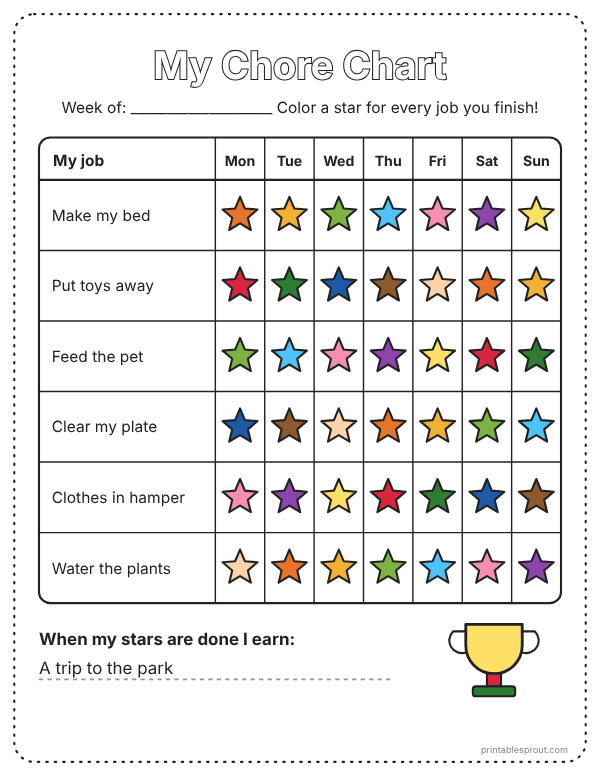 My Chore Chart
Week of: ____________________ Color a star for every job you finish!
My job Mon Tue Wed Thu Fri Sat Sun
Make my bed
Put toys away
Feed the pet
Clear my plate
Clothes in hamper
Water the plants
When my stars are done I earn:
A trip to the park
printablesprout.com